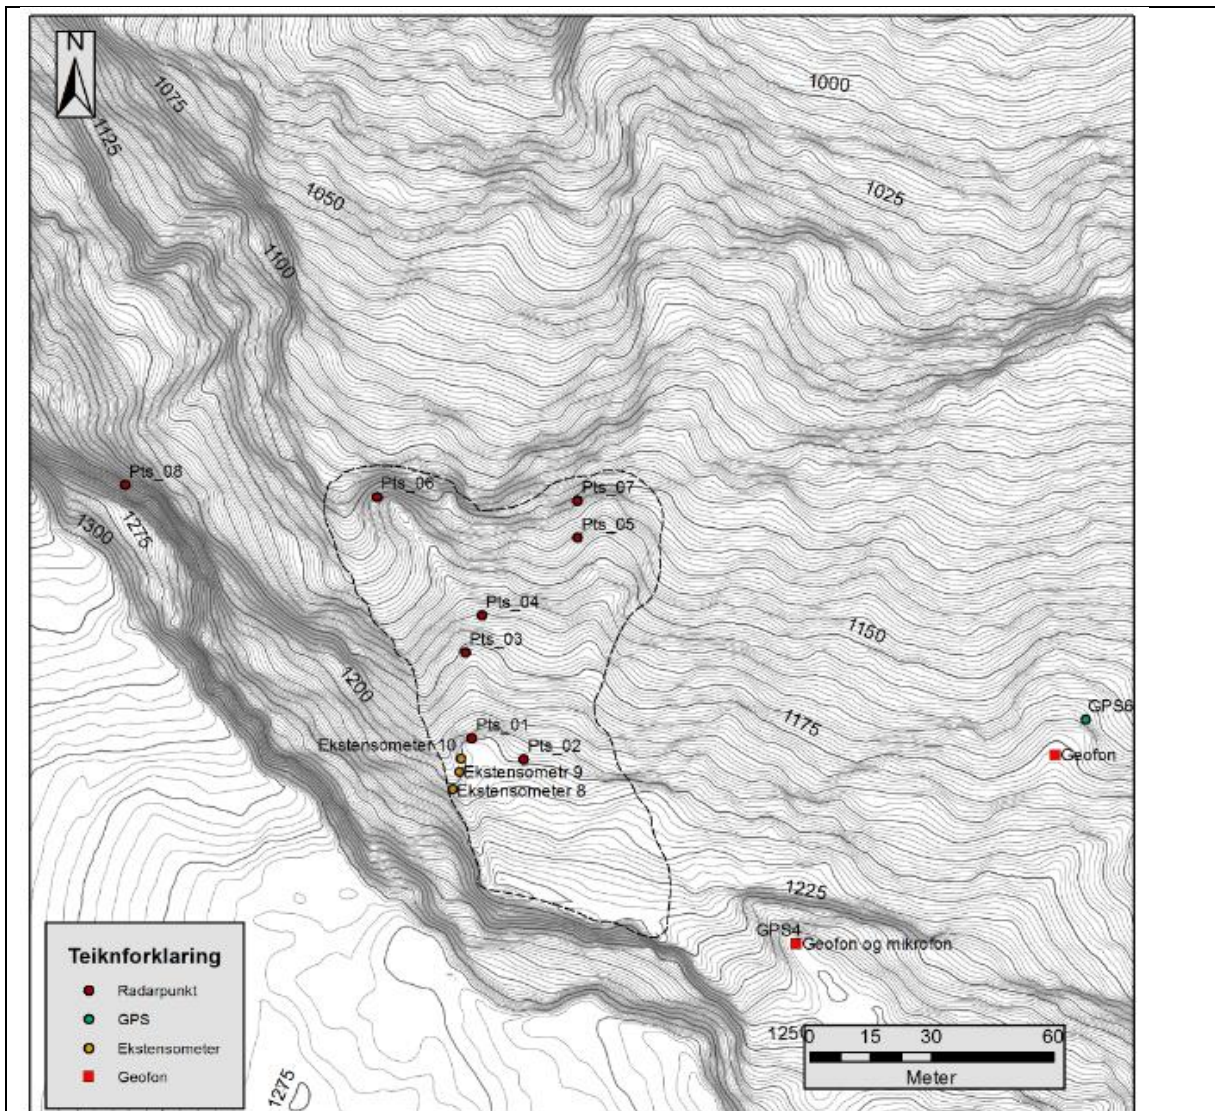 N
1000
1075
1125
1025
1050
1100
Pts_08
Pts_06
Pts_07
1300
1275
Pts_05
Pts_04
1150
Pts_03
1200
GPS6
1175
Pts_01
Ekstensometer 10
Pts_02
Geofon
Ekstensometr 9
Ekstensometer 8
1225
GPS4
Geofon og mikrofon
Teiknforklaring
Radarpunkt
GPS
Ekstensometer
Geofon
1250
0 15 30 60
Meter
1275